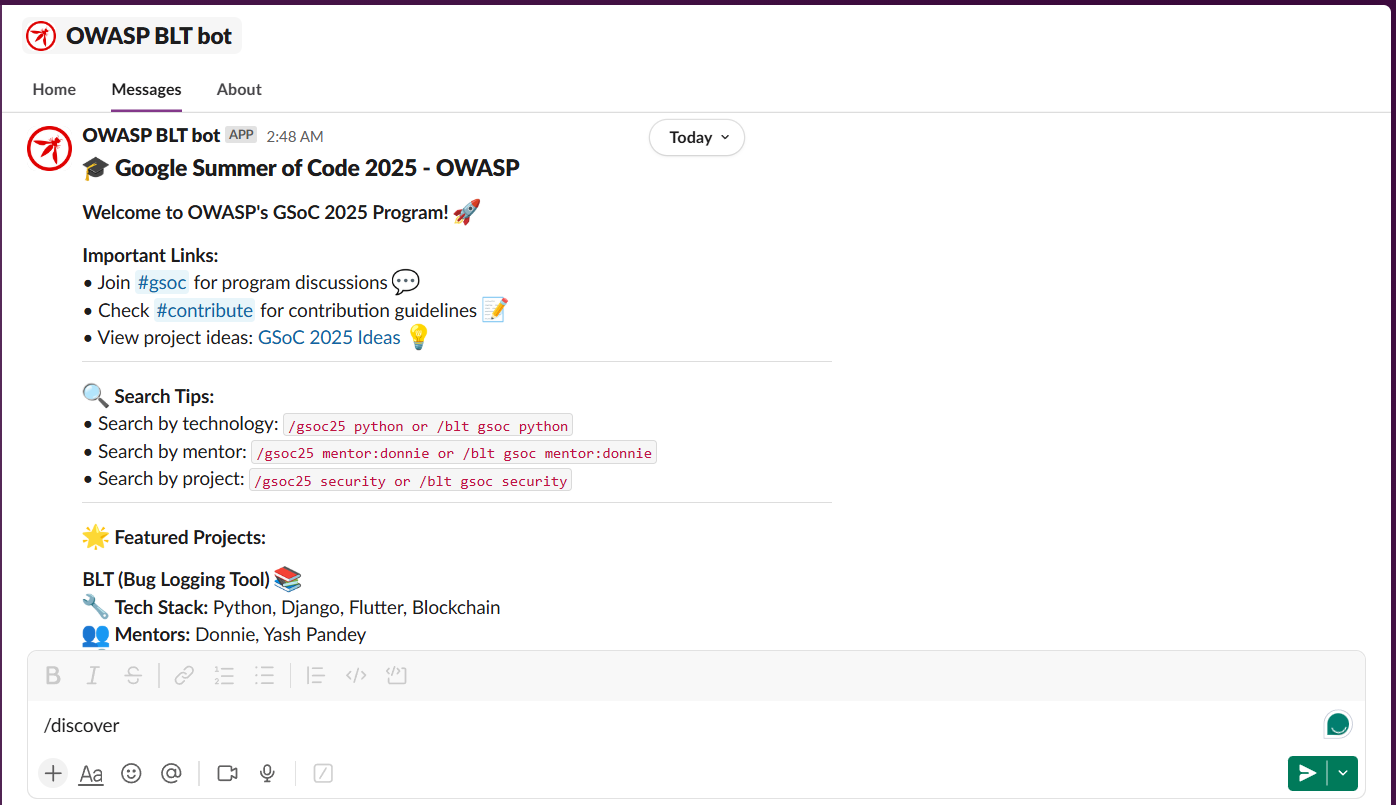 OWASP BLT bot
Home Messages About
OWASP BLT bot APP 2:48 AM
Today
🎓 Google Summer of Code 2025 - OWASP
Welcome to OWASP's GSoC 2025 Program! 🚀
Important Links:
• Join #gsoc for program discussions 💬
• Check #contribute for contribution guidelines 📝
• View project ideas: GSoC 2025 Ideas 💡
🔍 Search Tips:
• Search by technology: /gsoc25 python or /blt gsoc python
• Search by mentor: /gsoc25 mentor:donnie or /blt gsoc mentor:donnie
• Search by project: /gsoc25 security or /blt gsoc security
🌟 Featured Projects:
BLT (Bug Logging Tool) 📚
🔧 Tech Stack: Python, Django, Flutter, Blockchain
👥 Mentors: Donnie, Yash Pandey
/discover
Aa